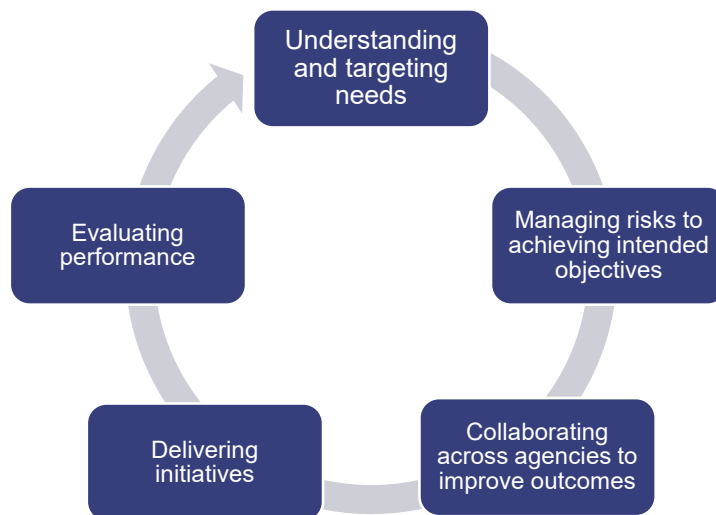 Understanding
and targeting
needs
Managing risks to
achieving intended
objectives
Collaborating
across agencies to
improve outcomes
Delivering
initiatives
Evaluating
performance